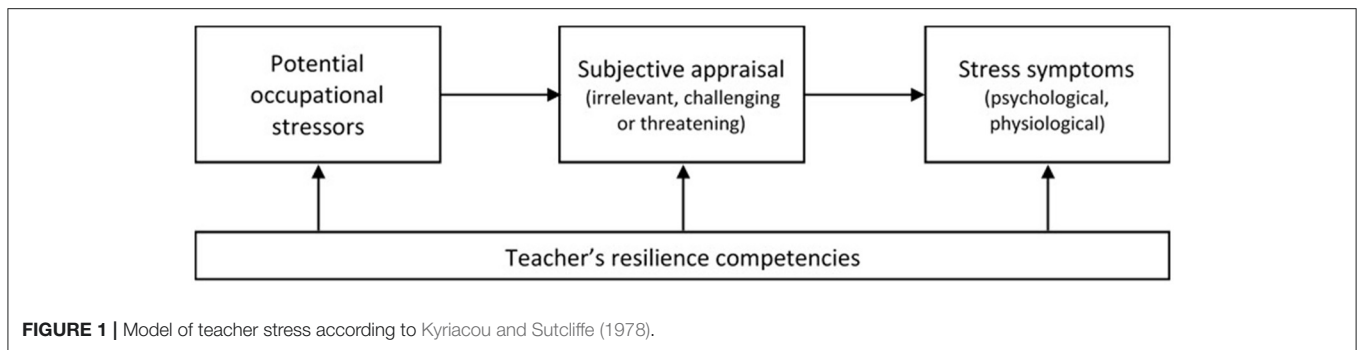 Potential
occupational
stressors
Subjective appraisal
(irrelevant, challenging
or threatening)
Stress symptoms
(psychological,
physiological)
Teacher’s resilience competencies
FIGURE 1 | Model of teacher stress according to Kyriacou and Sutcliffe (1978).